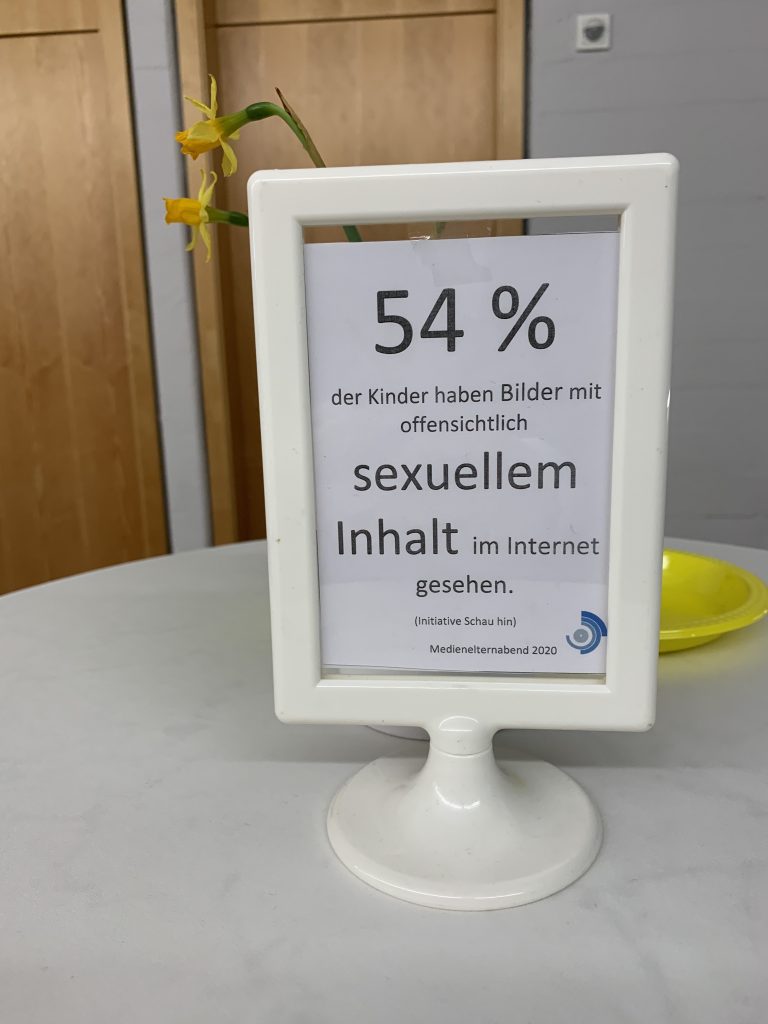 54 %
der Kinder haben Bilder mit
offensichtlich
sexuellem
Inhalt im Internet
gesehen.
(Initiative Schau hin)
Medienelternabend 2020